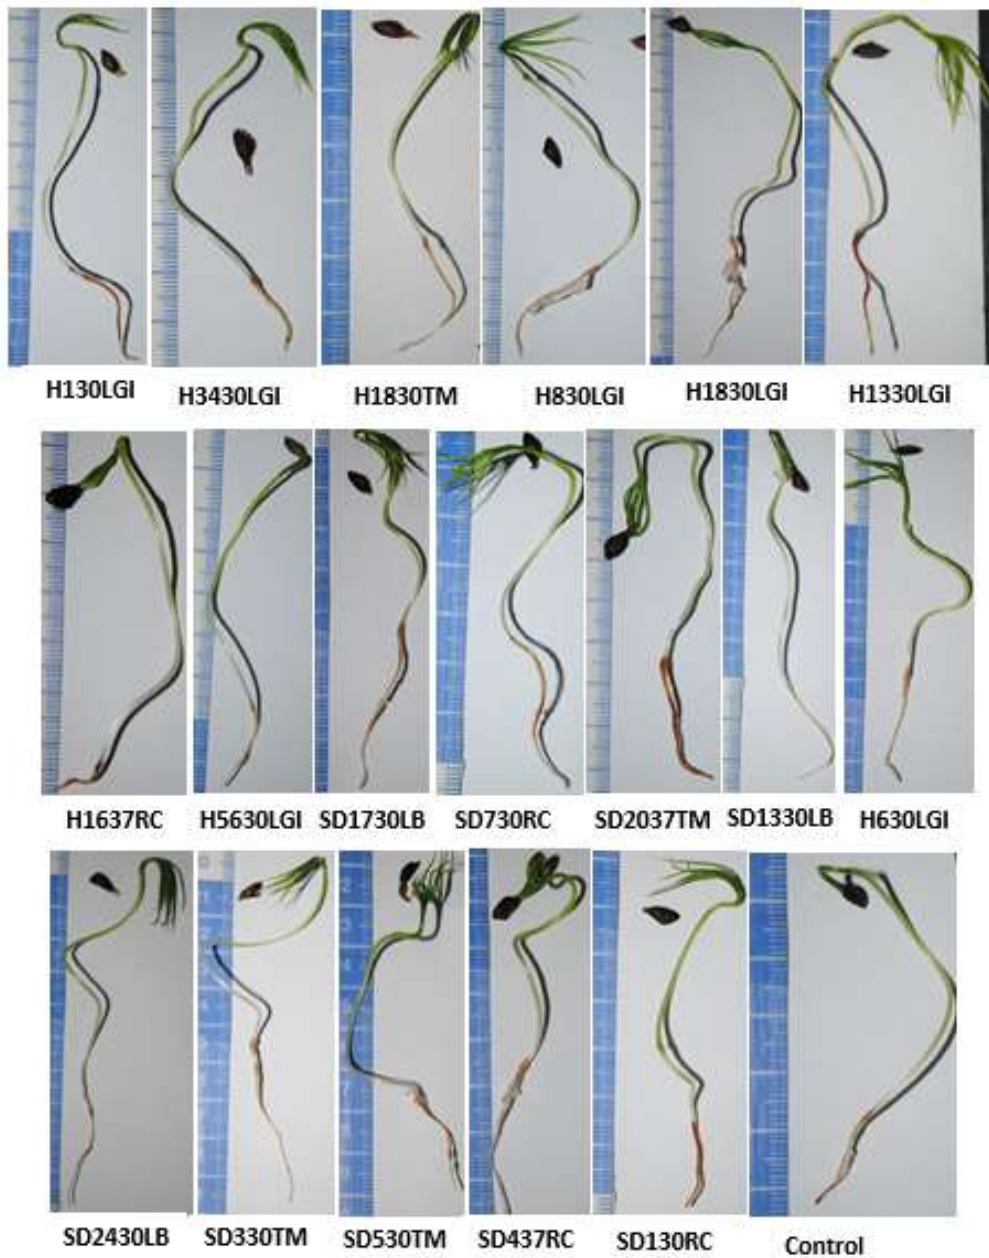 H130LGI H3430LGI H1830TM H830LGI H1830LGI H1330LGI
H1637RC H5630LGI SD1730LB SD730RC SD2037TM SD1330LB H630LGI
SD2430LB SD330TM SD530TM SD437RC SD130RC Control